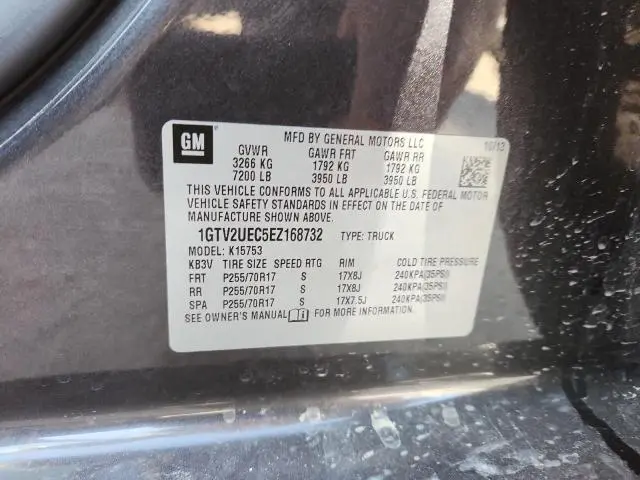 GM
MFD BY GENERAL MOTORS LLC 10/13
GVWR GAWR FRT GAWR RR
3266 KG 1792 KG 1792 KG
7200 LB 3950 LB 3950 LB
THIS VEHICLE CONFORMS TO ALL APPLICABLE U.S. FEDERAL MOTOR
VEHICLE SAFETY STANDARDS IN EFFECT ON THE DATE OF
MANUFACTURE SHOWN ABOVE.
1GTV2UEC5EZ168732 TYPE: TRUCK
MODEL: K15753
KB3V TIRE SIZE SPEED RTG RIM COLD TIRE PRESSURE
FRT P255/70R17 S 17X8J 240KPA(35PSI)
RR P255/70R17 S 17X8J 240KPA(35PSI)
SPA P255/70R17 S 17X7.5J 240KPA(35PSI)
SEE OWNER'S MANUAL FOR MORE INFORMATION.